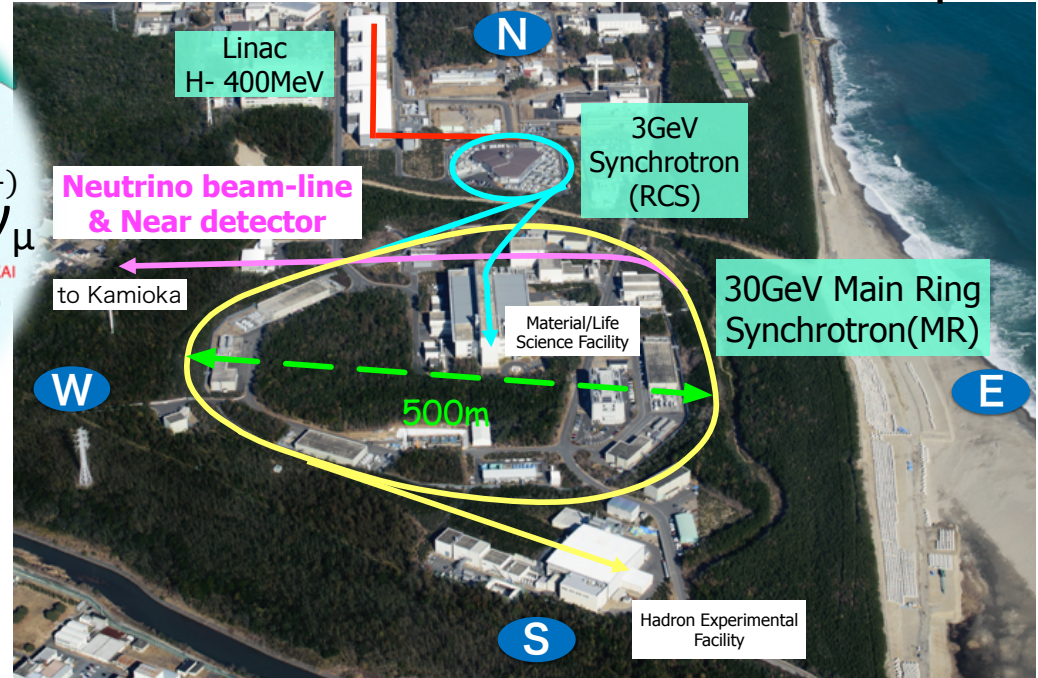 N
Linac
H- 400MeV
3GeV
Synchrotron
(RCS)
Neutrino beam-line
& Near detector
μ
to Kamioka
Material/Life
Science Facility
30GeV Main Ring
Synchrotron(MR)
W
500m
E
Hadron Experimental
Facility
S